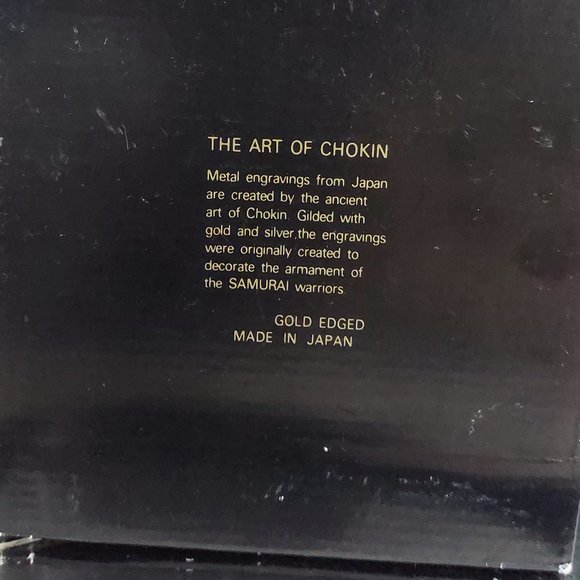 THE ART OF CHOKIN
Metal engravings from Japan
are created by the ancient
art of Chokin. Gilded with
gold and silver,the engravings
were originally created to
decorate the armament of
the SAMURAI warriors.
GOLD EDGED
MADE IN JAPAN